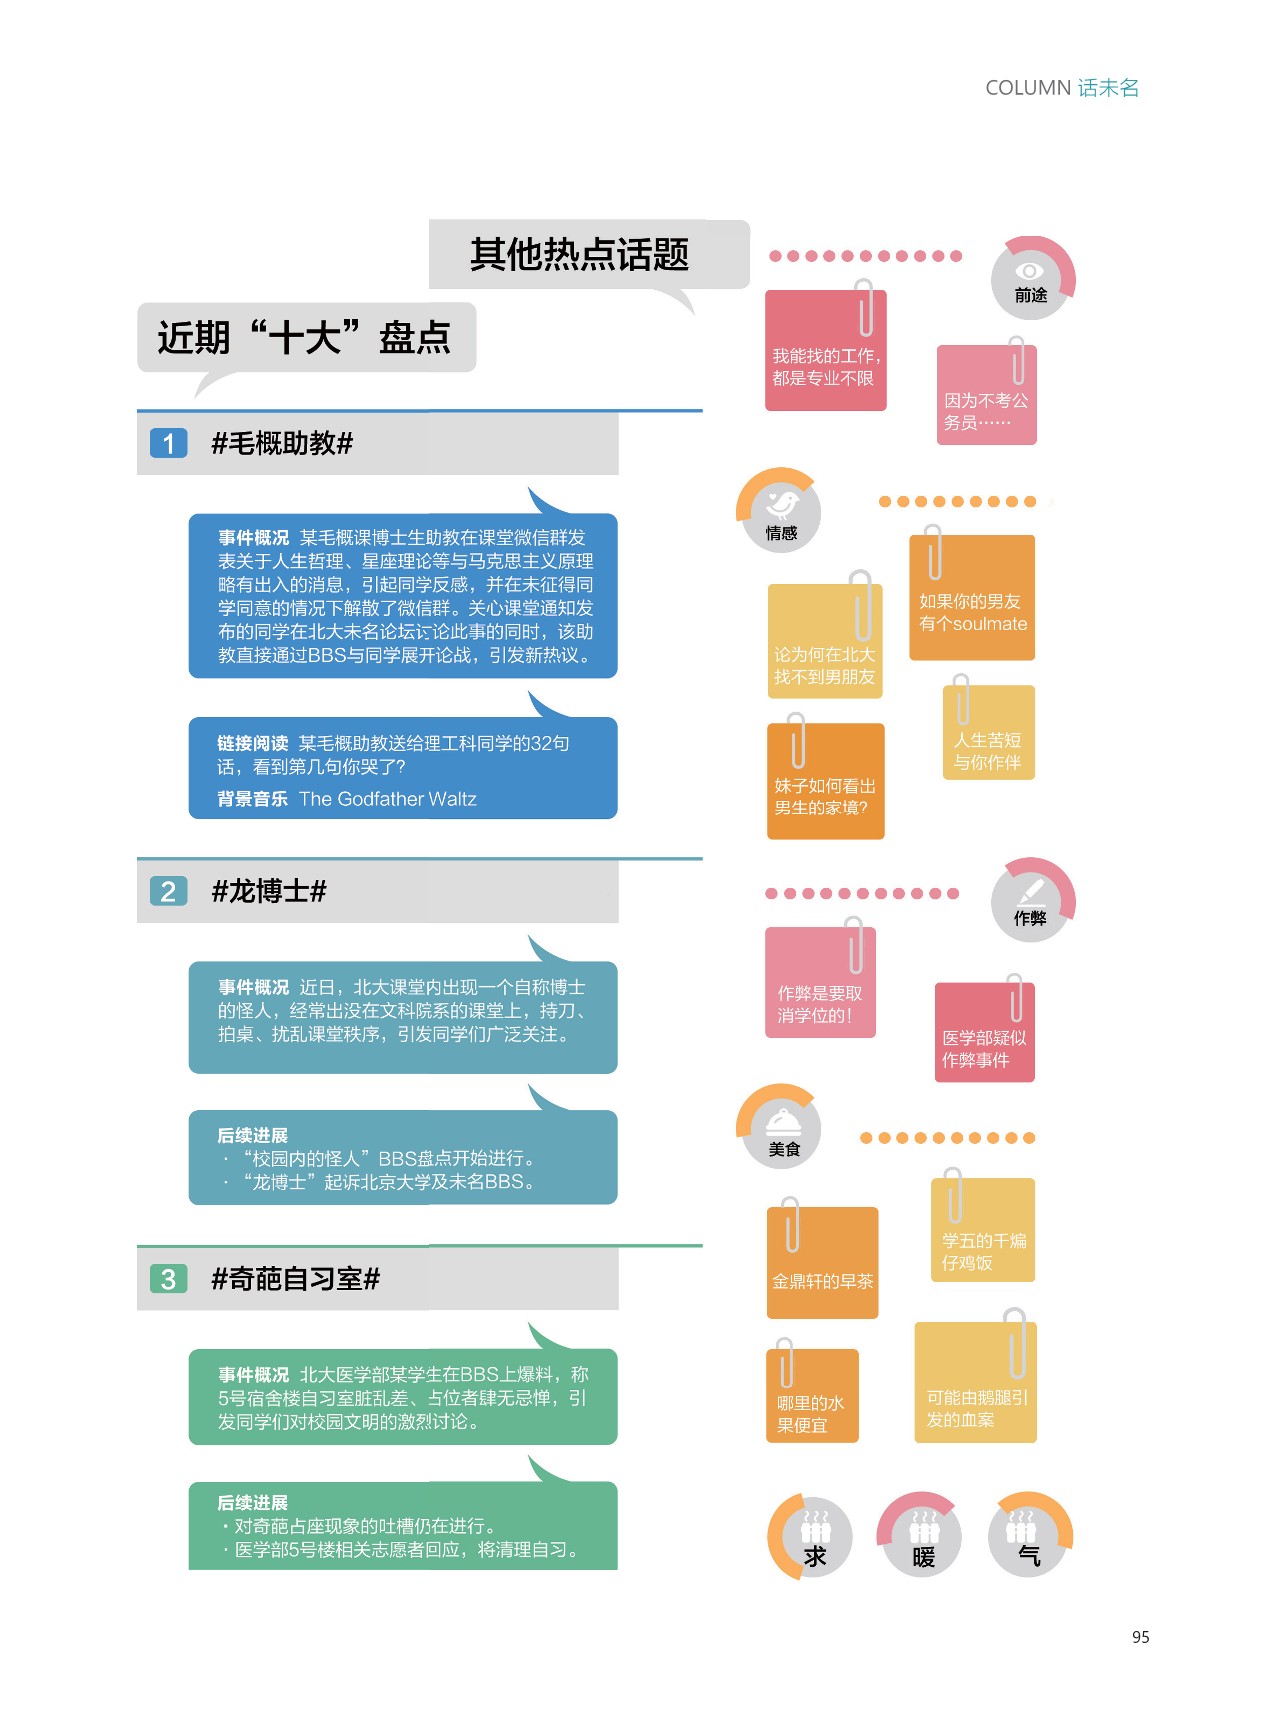 COLUMN 话未名
其他热点话题
近期“十大”盘点
1 #毛概助教#
事件概况 某毛概课博士生助教在课堂微信群发
表关于人生哲理、星座理论等与马克思主义原理
略有出入的消息，引起同学反感，并在未征得同
学同意的情况下解散了微信群。关心课堂通知发
布的同学在北大未名论坛讨论此事的同时，该助
教直接通过BBS与同学展开论战，引发新热议。
链接阅读 某毛概助教送给理工科同学的32句
话，看到第几句你哭了？
背景音乐 The Godfather Waltz
2 #龙博士#
事件概况 近日，北大课堂内出现一个自称博士
的怪人，经常出没在文科院系的课堂上，持刀、
拍桌、扰乱课堂秩序，引发同学们广泛关注。
后续进展
· “校园内的怪人”BBS盘点开始进行。
· “龙博士”起诉北京大学及未名BBS。
3 #奇葩自习室#
事件概况 北大医学部某学生在BBS上爆料，称
5号宿舍楼自习室脏乱差、占位者肆无忌惮，引
发同学们对校园文明的激烈讨论。
后续进展
· 对奇葩占座现象的吐槽仍在进行。
· 医学部5号楼相关志愿者回应，将清理自习。
前途
我能找的工作，
都是专业不限
因为不考公
务员……
情感
如果你的男友
有个soulmate
论为何在北大
找不到男朋友
人生苦短
与你作伴
妹子如何看出
男生的家境？
作弊
作弊是要取
消学位的！
医学部疑似
作弊事件
美食
学五的干煸
仔鸡饭
金鼎轩的早茶
哪里的水
果便宜
可能由鹅腿引
发的血案
求 暖 气
95